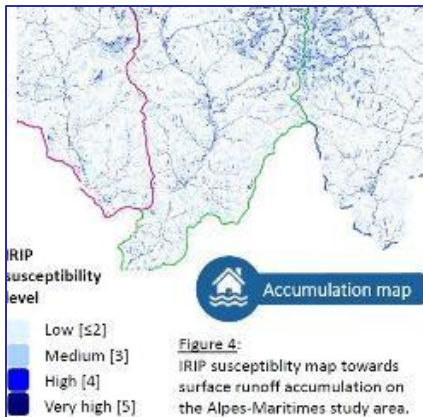 IRIP
susceptibility
level
Accumulation map
Low [≤2]
Medium [3]
High [4]
Very high [5]
Figure 4:
IRIP susceptiblity map towards
surface runoff accumulation on
the Alpes-Maritimes study area.